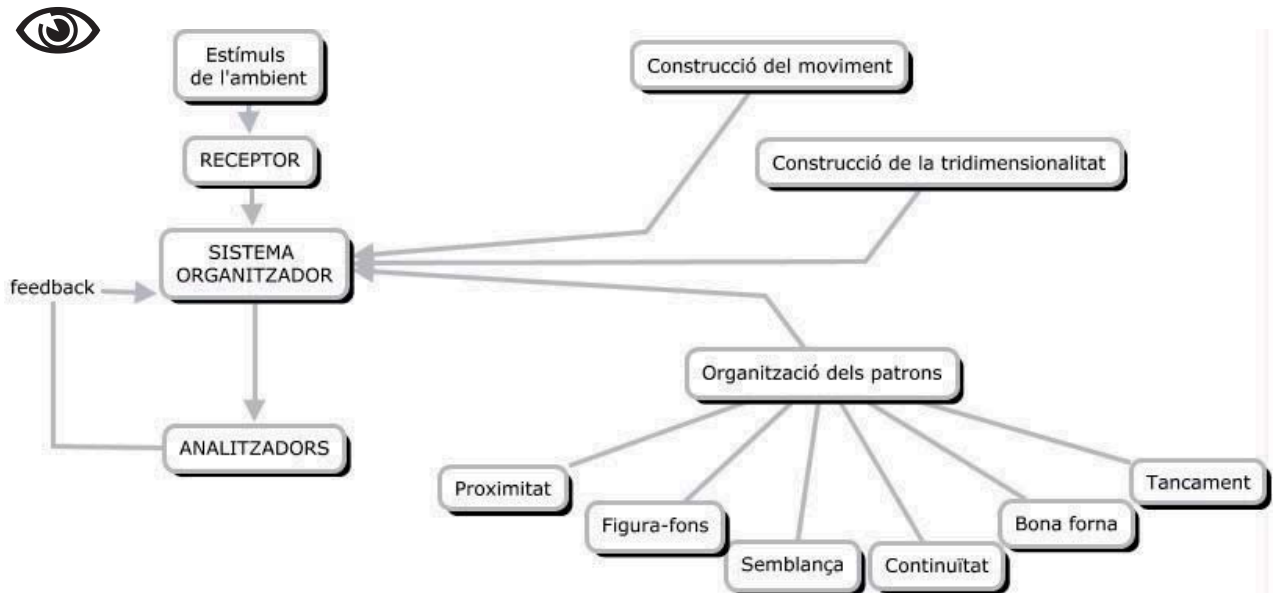 Estímuls
de l'ambient
Construcció del moviment
RECEPTOR
Construcció de la tridimensionalitat
SISTEMA
ORGANITZADOR
feedback
Organització dels patrons
ANALITZADORS
Proximitat
Figura-fons
Semblança
Continuïtat
Bona forna
Tancament